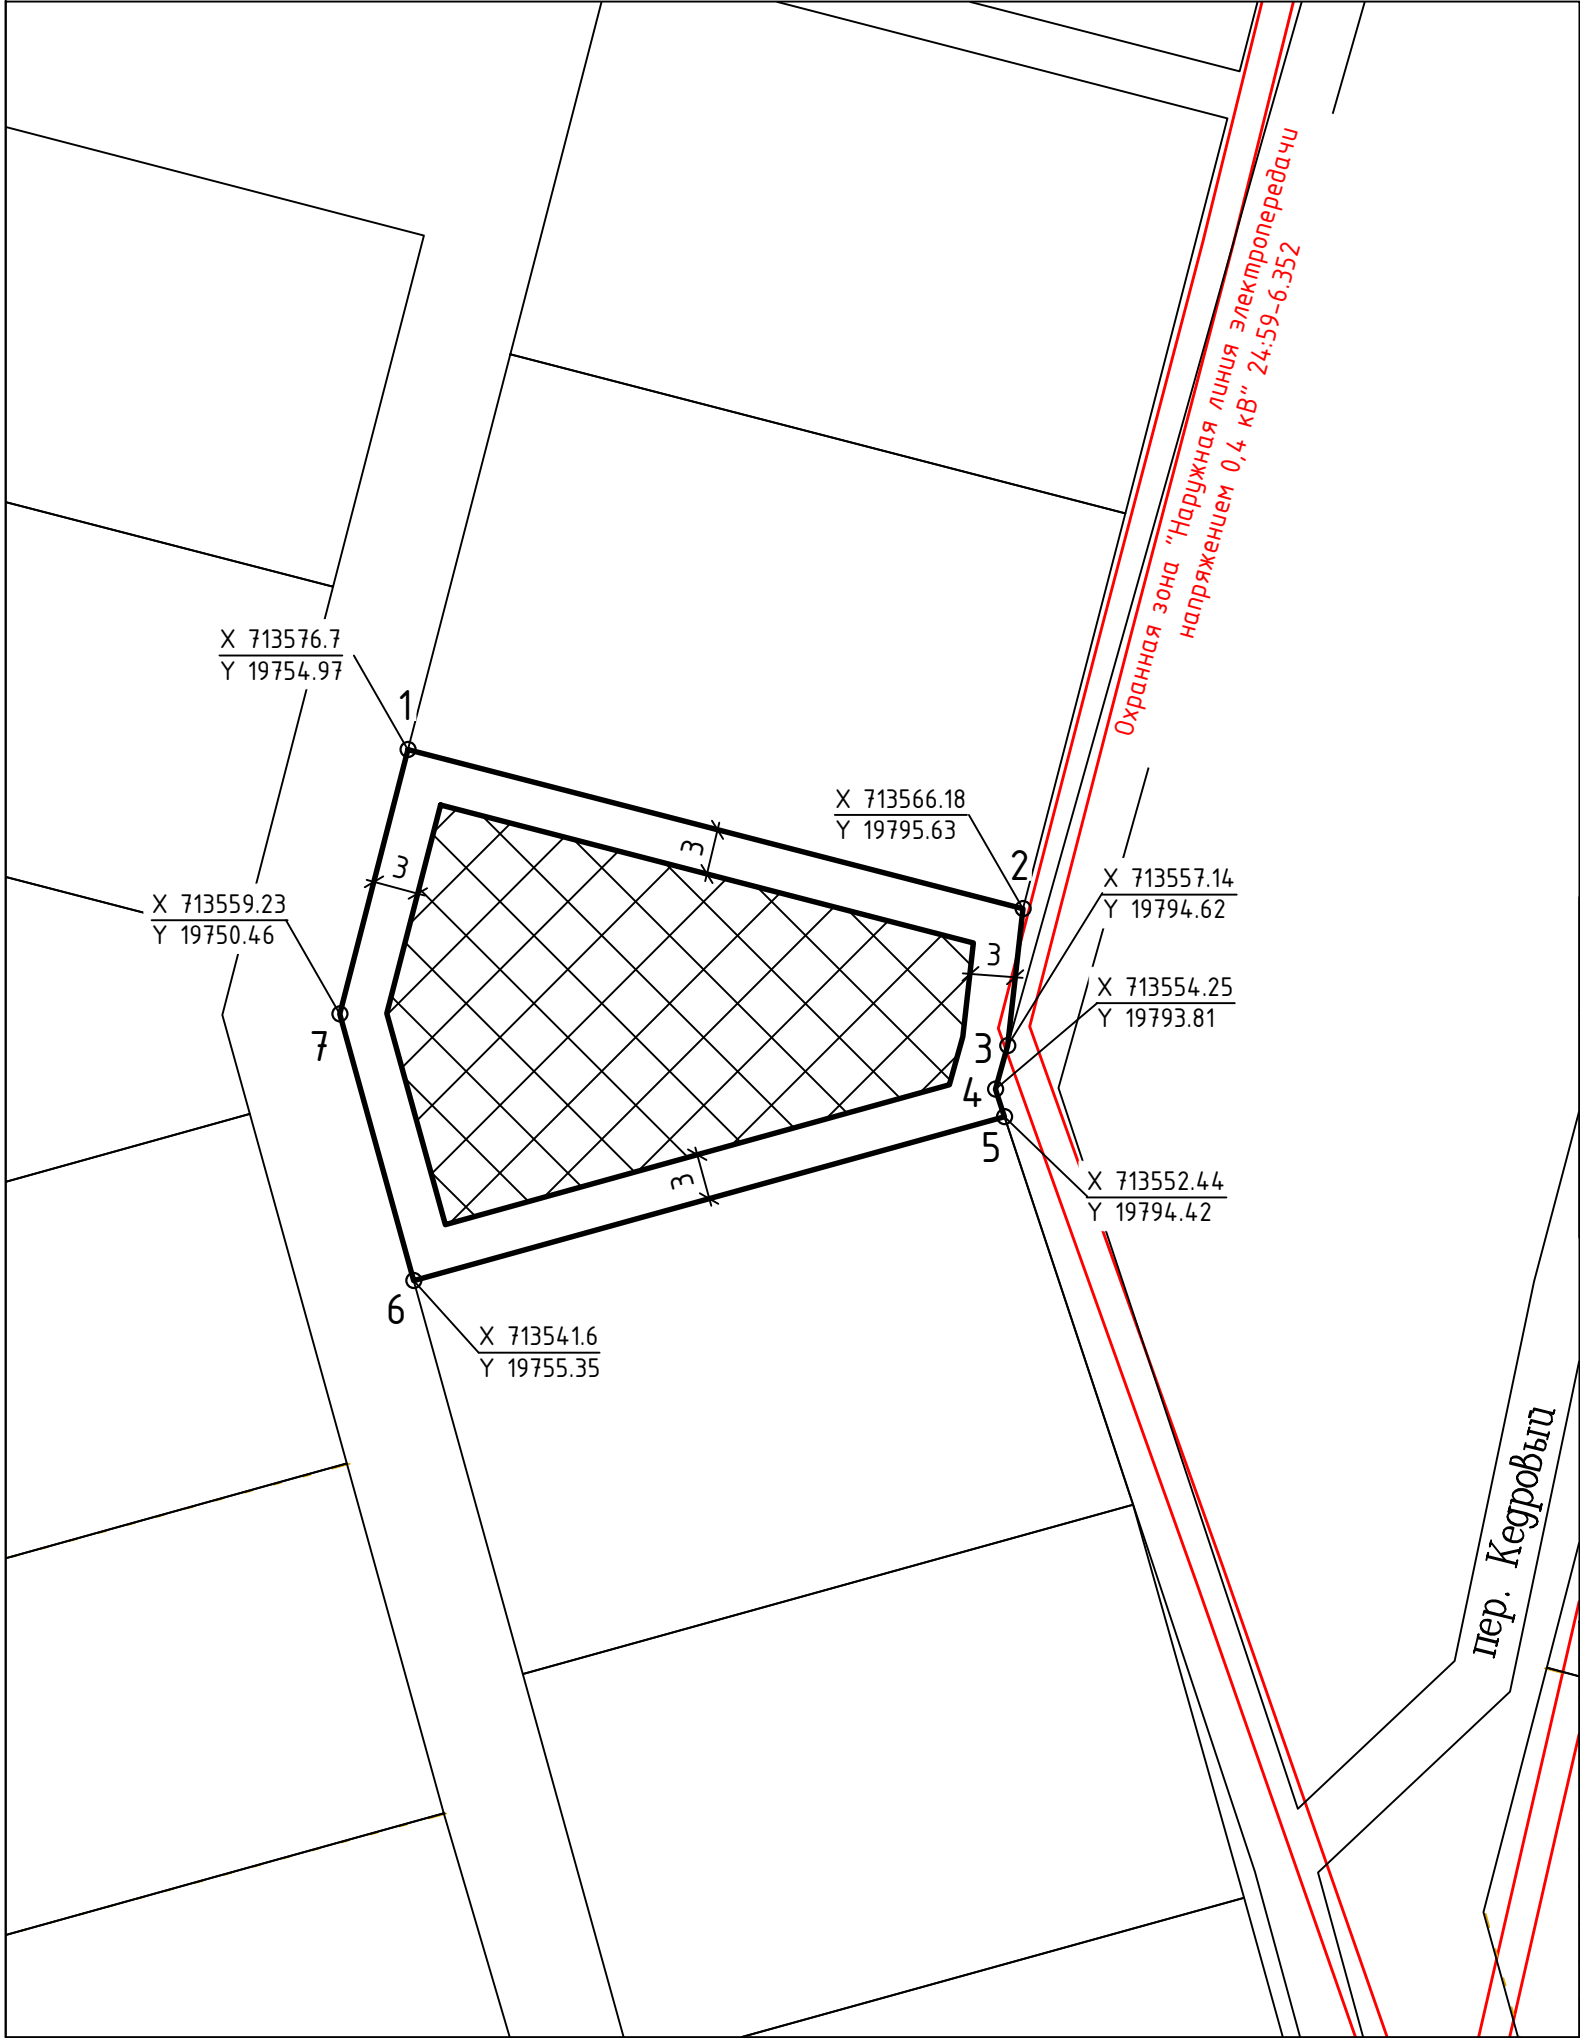 Охранная зона "Наружная линия электропередачи
напряжением 0,4 кВ" 24:59-6.352
X 713576.7
Y 19754.97
1
X 713566.18
Y 19795.63
2
3
3
X 713559.23
Y 19750.46
3
X 713557.14
Y 19794.62
X 713554.25
Y 19793.81
7
3
4
5
3
X 713552.44
Y 19794.42
6
X 713541.6
Y 19755.35
пер. Кедровый